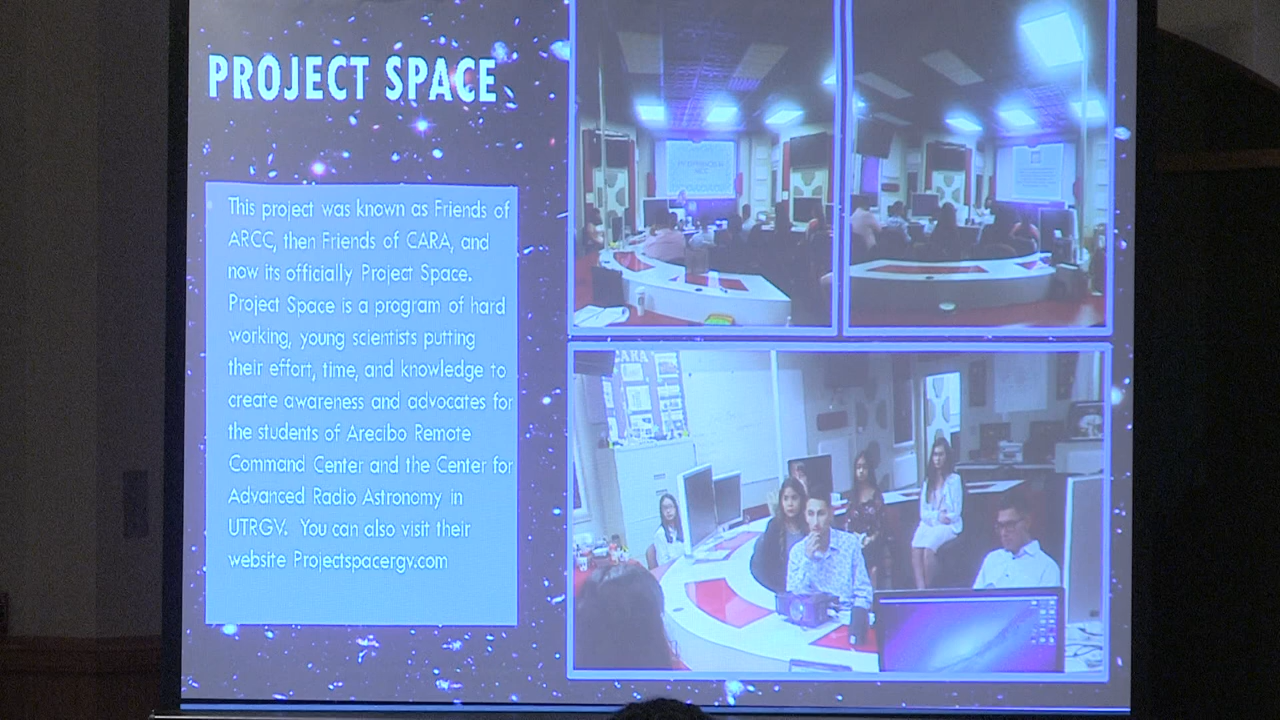 PROJECT SPACE
This project was known as Friends of
ARCC, then Friends of CARA, and
now its officially Project Space.
Project Space is a program of hard
working, young scientists putting
their effort, time, and knowledge to
create awareness and advocates for
the students of Arecibo Remote
Command Center and the Center for
Advanced Radio Astronomy in
UTRGV. You can also visit their
website Projectspacergv.com
CARA